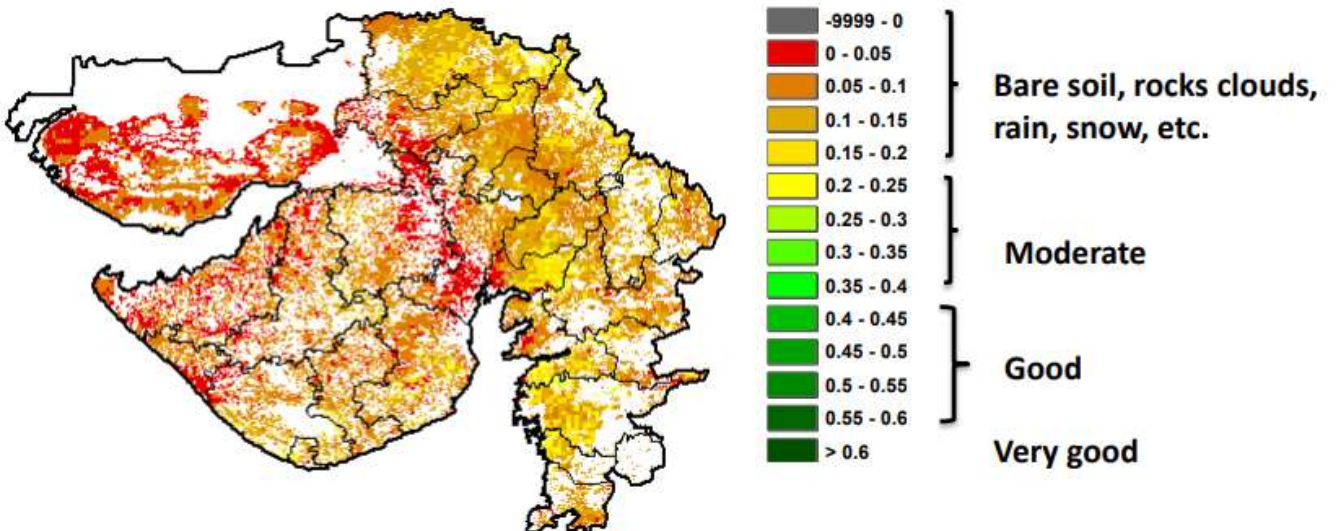 -9999 - 0
0 - 0.05
0.05 - 0.1
0.1 - 0.15
0.15 - 0.2
0.2 - 0.25
0.25 - 0.3
0.3 - 0.35
0.35 - 0.4
0.4 - 0.45
0.45 - 0.5
0.5 - 0.55
0.55 - 0.6
> 0.6
Bare soil, rocks clouds,
rain, snow, etc.
Moderate
Good
Very good